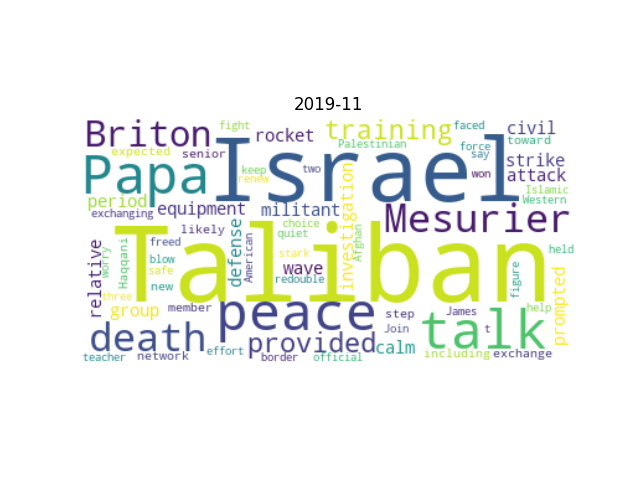 2019-11
fight faced
Briton rocket training civil
Palestinian force toward
expected senior say
Papa Israel strike
keep two won attack
renew Islamic
period Western
exchanging equipment militant investigation Mesurier
choice
likely quiet Afghan
relative worry Haqqani freed Taliban defense American stark
blow wave held
safe redouble figure
new
three group member peace step James help prompted
Join t talk
death provided calm
teacher network effort border official including exchange